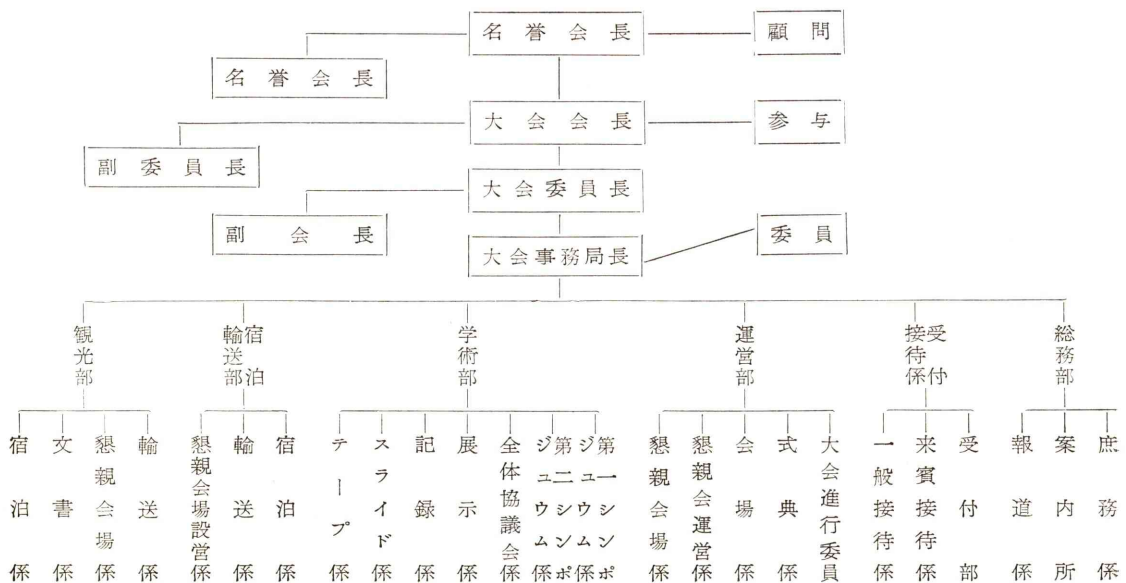 組織表
名誉会長
顧問
名誉会長
大会会長
参与
副委員長
大会委員長
副会長
委員
大会事務局長
総務部
受付
接待係
運営部
学術部
宿泊
輸送部
観光部
庶務係
案内所
報道係
受付部
来賓接待係
一般接待係
大会進行委員
式典係
会場係
懇親会運営係
懇親会場係
第一シンポ
ジュウム係
第二シンポ
ジュウム係
全体協議会係
展示係
記録係
スライド係
テープ係
宿泊係
輸送係
懇親会場設営係
輸送係
懇親会場係
文書係
宿泊係